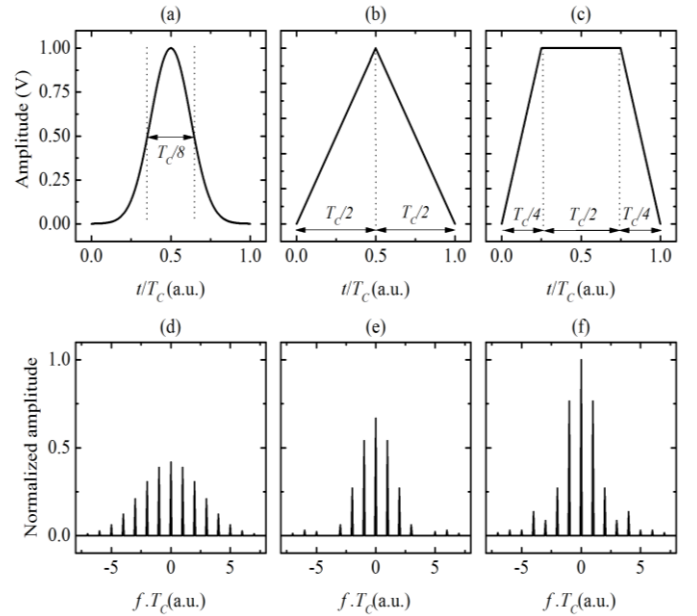 (a) (b) (c)
Amplitude (V)
1.00
0.75
0.50
0.25
0.00
T_C/8
T_C/2 T_C/2
T_C/4 T_C/2 T_C/4
0.0 0.5 1.0 0.0 0.5 1.0 0.0 0.5 1.0
t/T_C (a.u.) t/T_C (a.u.) t/T_C (a.u.)
(d) (e) (f)
Normalized amplitude
1.0
0.5
0.0
-5 0 5 -5 0 5 -5 0 5
f.T_C (a.u.) f.T_C (a.u.) f.T_C (a.u.)